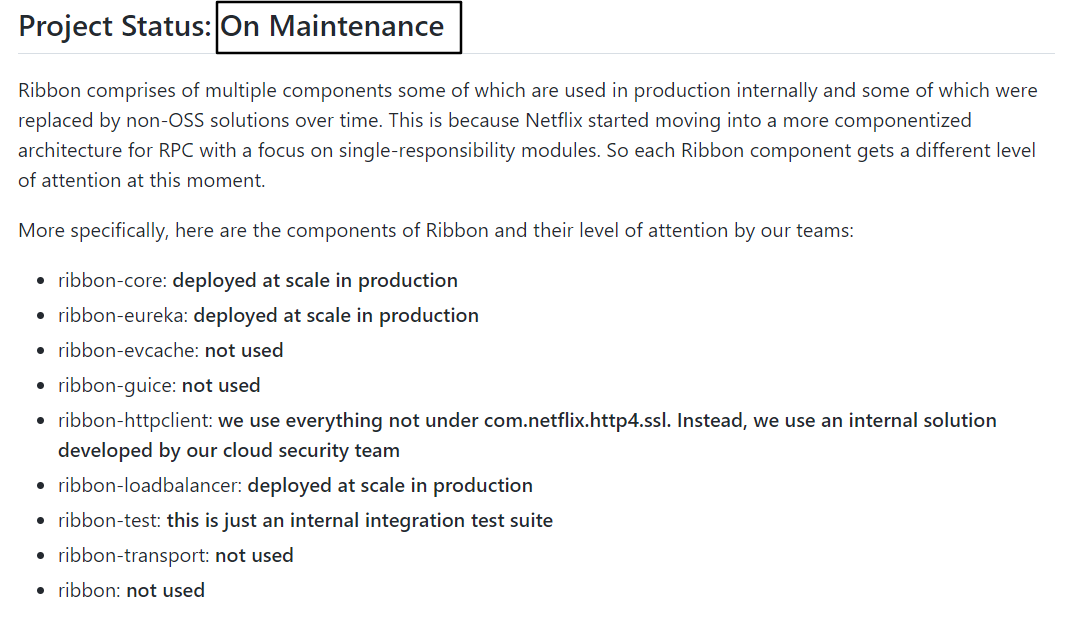 Project Status: On Maintenance
Ribbon comprises of multiple components some of which are used in production internally and some of which were
replaced by non-OSS solutions over time. This is because Netflix started moving into a more componentized
architecture for RPC with a focus on single-responsibility modules. So each Ribbon component gets a different level
of attention at this moment.
More specifically, here are the components of Ribbon and their level of attention by our teams:
• ribbon-core: deployed at scale in production
• ribbon-eureka: deployed at scale in production
• ribbon-evcache: not used
• ribbon-guice: not used
• ribbon-httpclient: we use everything not under com.netflix.http4.ssl. Instead, we use an internal solution
developed by our cloud security team
• ribbon-loadbalancer: deployed at scale in production
• ribbon-test: this is just an internal integration test suite
• ribbon-transport: not used
• ribbon: not used